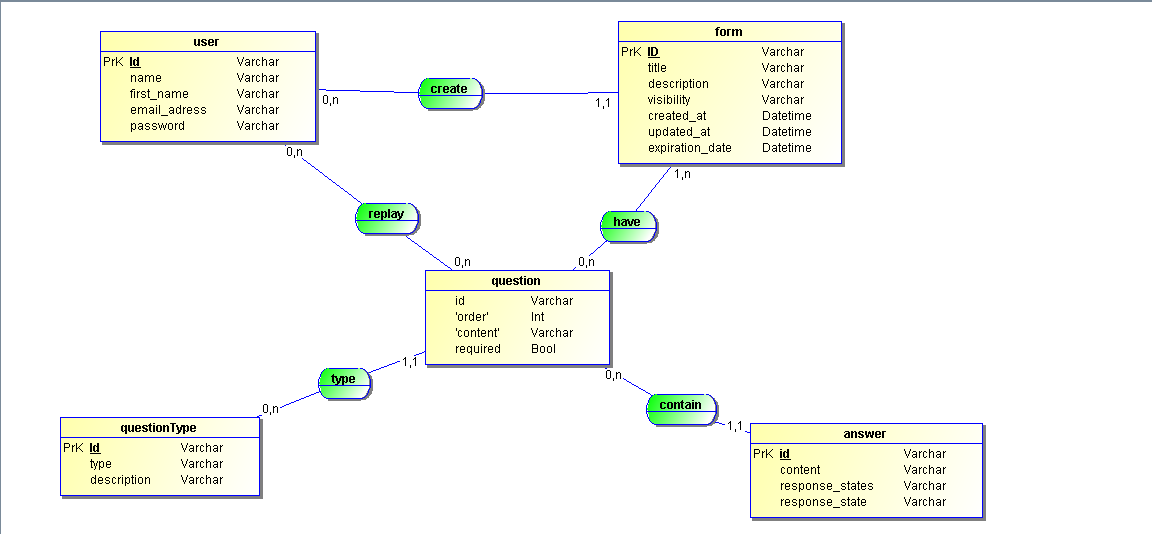 user
PrK Id Varchar
name Varchar
first_name Varchar
email_adress Varchar
password Varchar
0,n
create
1,1
form
PrK ID Varchar
title Varchar
description Varchar
visibility Varchar
created_at Datetime
updated_at Datetime
expiration_date Datetime
0,n
replay
0,n
1,n
have
0,n
question
id Varchar
'order' Int
'content' Varchar
required Bool
1,1
type
0,n
questionType
PrK Id Varchar
type Varchar
description Varchar
0,n
contain
1,1
answer
PrK id Varchar
content Varchar
response_states Varchar
response_state Varchar